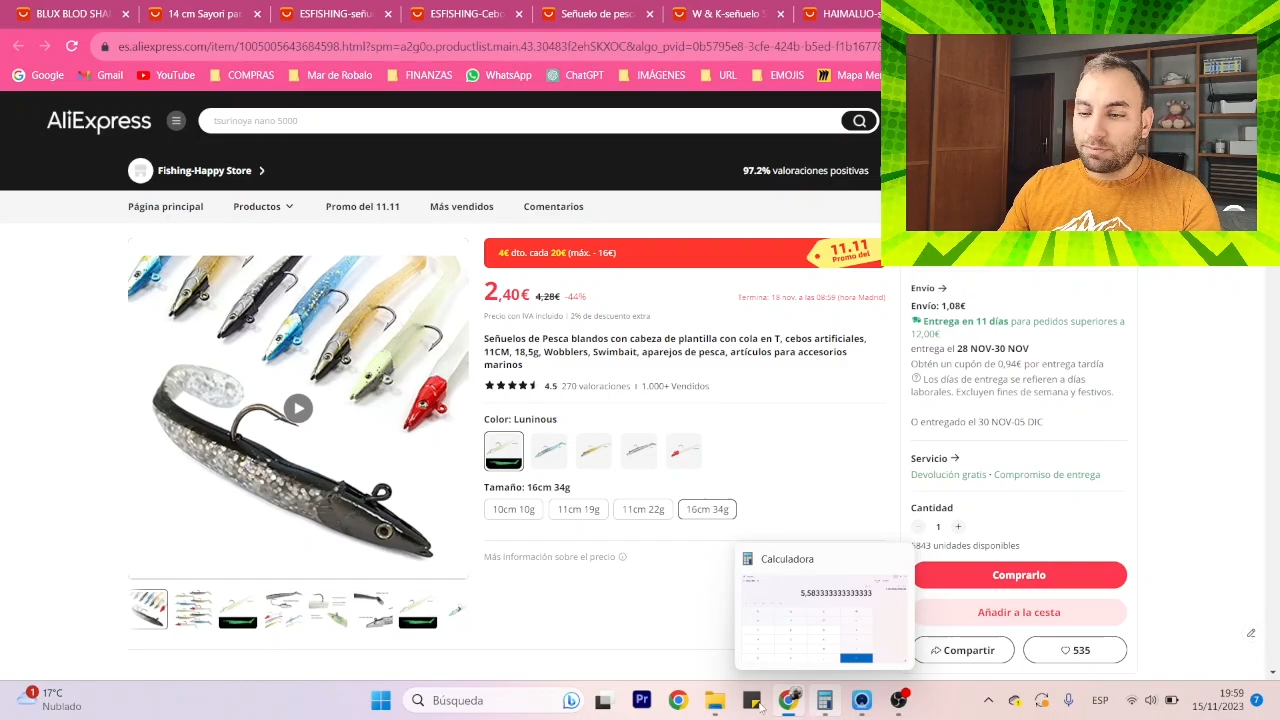 BLUX BLOD SHAI
14 cm Sayori par
ESFISHING-señu
ESFISHING-Cebo
Señuelo de pesc
W & K-señuelo S
HAIMALUO-M
es.aliexpress.com/item/1005005643684598.html?spm=a2g0o.productlist.main.43.30483f2ehSKXOC&algo_pvid=0b5795e8-3cfe-424b-b5ed-f1b1677
Google
Gmail
YouTube
COMPRAS
Mar de Robalo
FINANZAS
WhatsApp
ChatGPT
IMÁGENES
URL
EMOJIS
Mapa Me
AliExpress
tsurinoya nano 5000
Fishing-Happy Store
97.2% valoraciones positivas
Página principal
Productos
Promo del 11.11
Más vendidos
Comentarios
4€ dto. cada 20€ (máx. - 16€)
11.11
Promo del
2,40€ 4,28€ -44%
Termina: 18 nov. a las 08:59 (hora Madrid)
Precio con IVA incluido | 2% de descuento extra
Señuelos de Pesca blandos con cabeza de plantilla con cola en T, cebos artificiales,
11CM, 18,5g, Wobblers, Swimbait, aparejos de pesca, artículos para accesorios
marinos
4.5 270 valoraciones | 1.000+ Vendidos
Color: Luninous
Tamaño: 16cm 34g
10cm 10g
11cm 19g
11cm 22g
16cm 34g
Más información sobre el precio
Envío
Envío: 1,08€
Entrega en 11 días para pedidos superiores a
12,00€
entrega el 28 NOV-30 NOV
Obtén un cupón de 0,94€ por entrega tardía
Los días de entrega se refieren a días
laborales. Excluyen fines de semana y festivos.
O entregado el 30 NOV-05 DIC
Servicio
Devolución gratis · Compromiso de entrega
Cantidad
1
843 unidades disponibles
Comprarlo
Añadir a la cesta
Compartir
535
Calculadora
5,583333333333333
1
17°C
Nublado
Búsqueda
ESP
19:59
15/11/2023
7